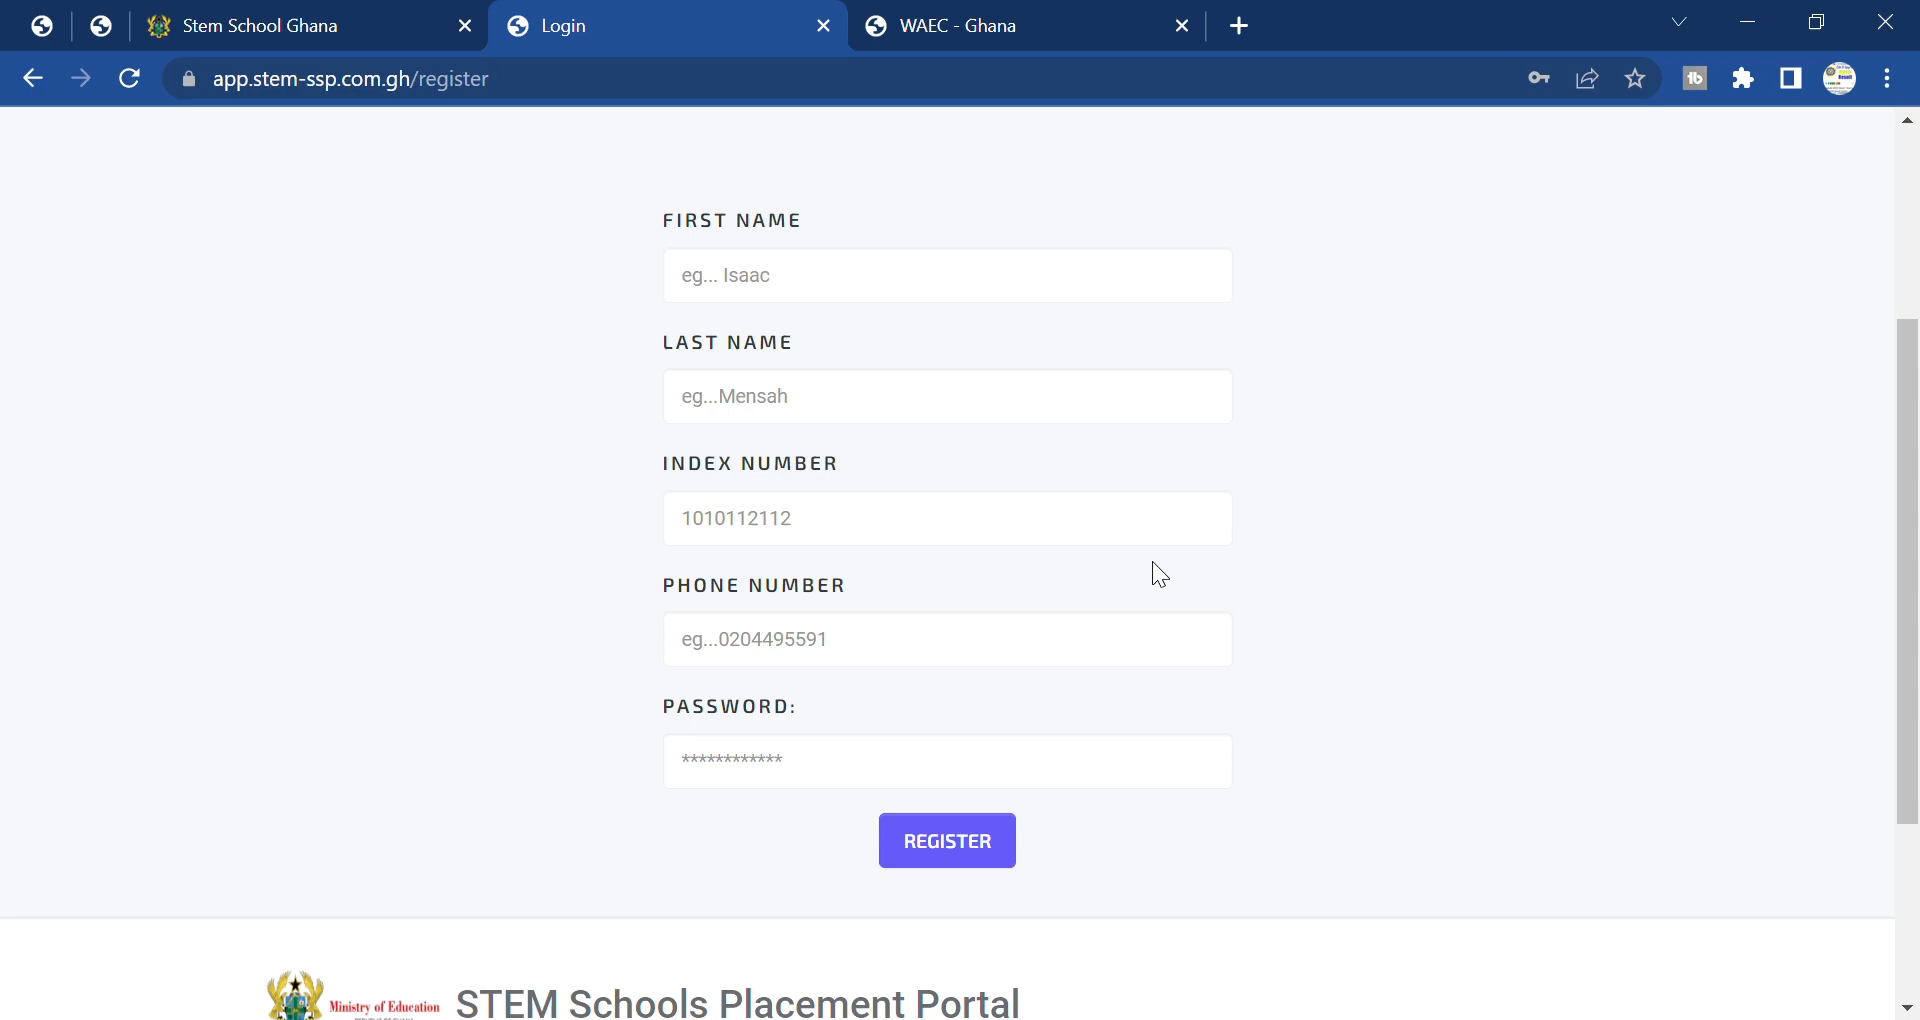 Stem School Ghana
Login
WAEC - Ghana
app.stem-ssp.com.gh/register
FIRST NAME
eg... Isaac
LAST NAME
eg...Mensah
INDEX NUMBER
1010112112
PHONE NUMBER
eg...0204495591
PASSWORD:
************
REGISTER
Ministry of Education
STEM Schools Placement Portal